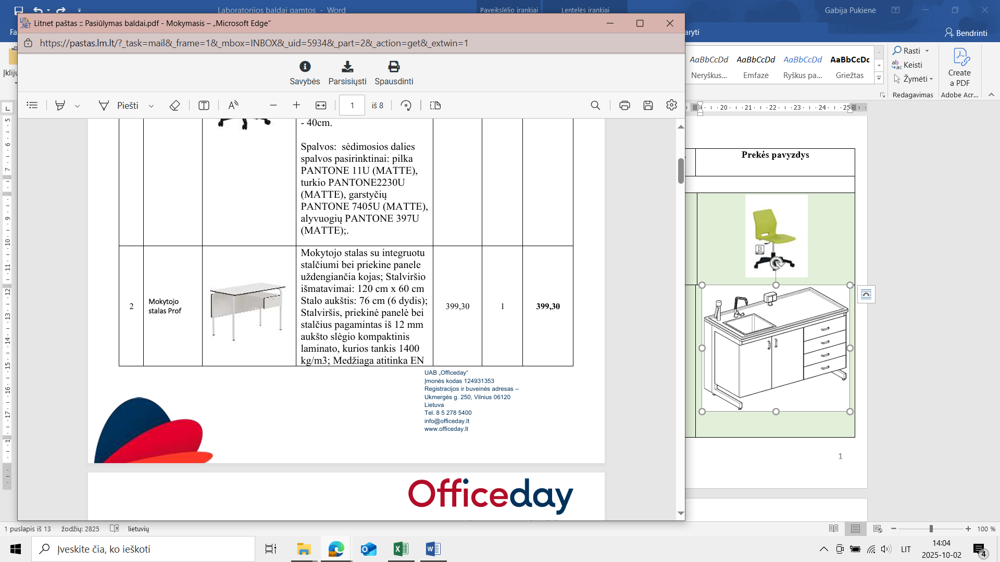 Laboratorijos baldai gamtos - Word
Paveikslėlio įrankiai
Lentelės įrankiai
Gabija Pukienė
Litnet paštas :: Pasiūlymas baldai.pdf - Mokymasis – „Microsoft Edge“
https://pastas.lm.lt/?_task=mail&_frame=1&_mbox=INBOX&_uid=5934&_part=2&_action=get&_extwin=1
Bendrinti
Savybės
Parsisiųsti
Spausdinti
Piešti
1
iš 8
AaBbCcDd
AaBbCcDd
AaBbCcDd
AaBbCcDc
Neryškus...
Emfazė
Ryškus pa...
Griežtas
Rasti
Keisti
Žymėti
Redagavimas
Create
a PDF
Adobe Acr...
20
21
22
23
24
25
- 40cm.
Spalvos: sėdimosios dalies
spalvos pasirinktinai: pilka
PANTONE 11U (MATTE),
turkio PANTONE2230U
(MATTE), garstyčių
PANTONE 7405U (MATTE),
alyvuogių PANTONE 397U
(MATTE);.
2
Mokytojo
stalas Prof
Mokytojo stalas su integruotu
stalčiumi bei priekine panele
uždengiančia kojas; Stalviršio
išmatavimai: 120 cm x 60 cm
Stalo aukštis: 76 cm (6 dydis);
Stalviršis, priekinė panelė bei
stalčius pagamintas iš 12 mm
aukšto slėgio kompaktinis
laminato, kurios tankis 1400
kg/m3; Medžiaga atitinka EN
399,30
1
399,30
UAB „Officeday“
Įmonės kodas 124931353
Registracijos ir buveinės adresas –
Ukmergės g. 250, Vilnius 06120
Lietuva
Tel. 8 5 278 5400
info@officeday.lt
www.officeday.lt
Officeday
Prekės pavyzdys
1
1 puslapis iš 13
žodžių: 2825
lietuvių
100 %
Įveskite čia, ko ieškoti
LIT
14:04
2025-10-02
4